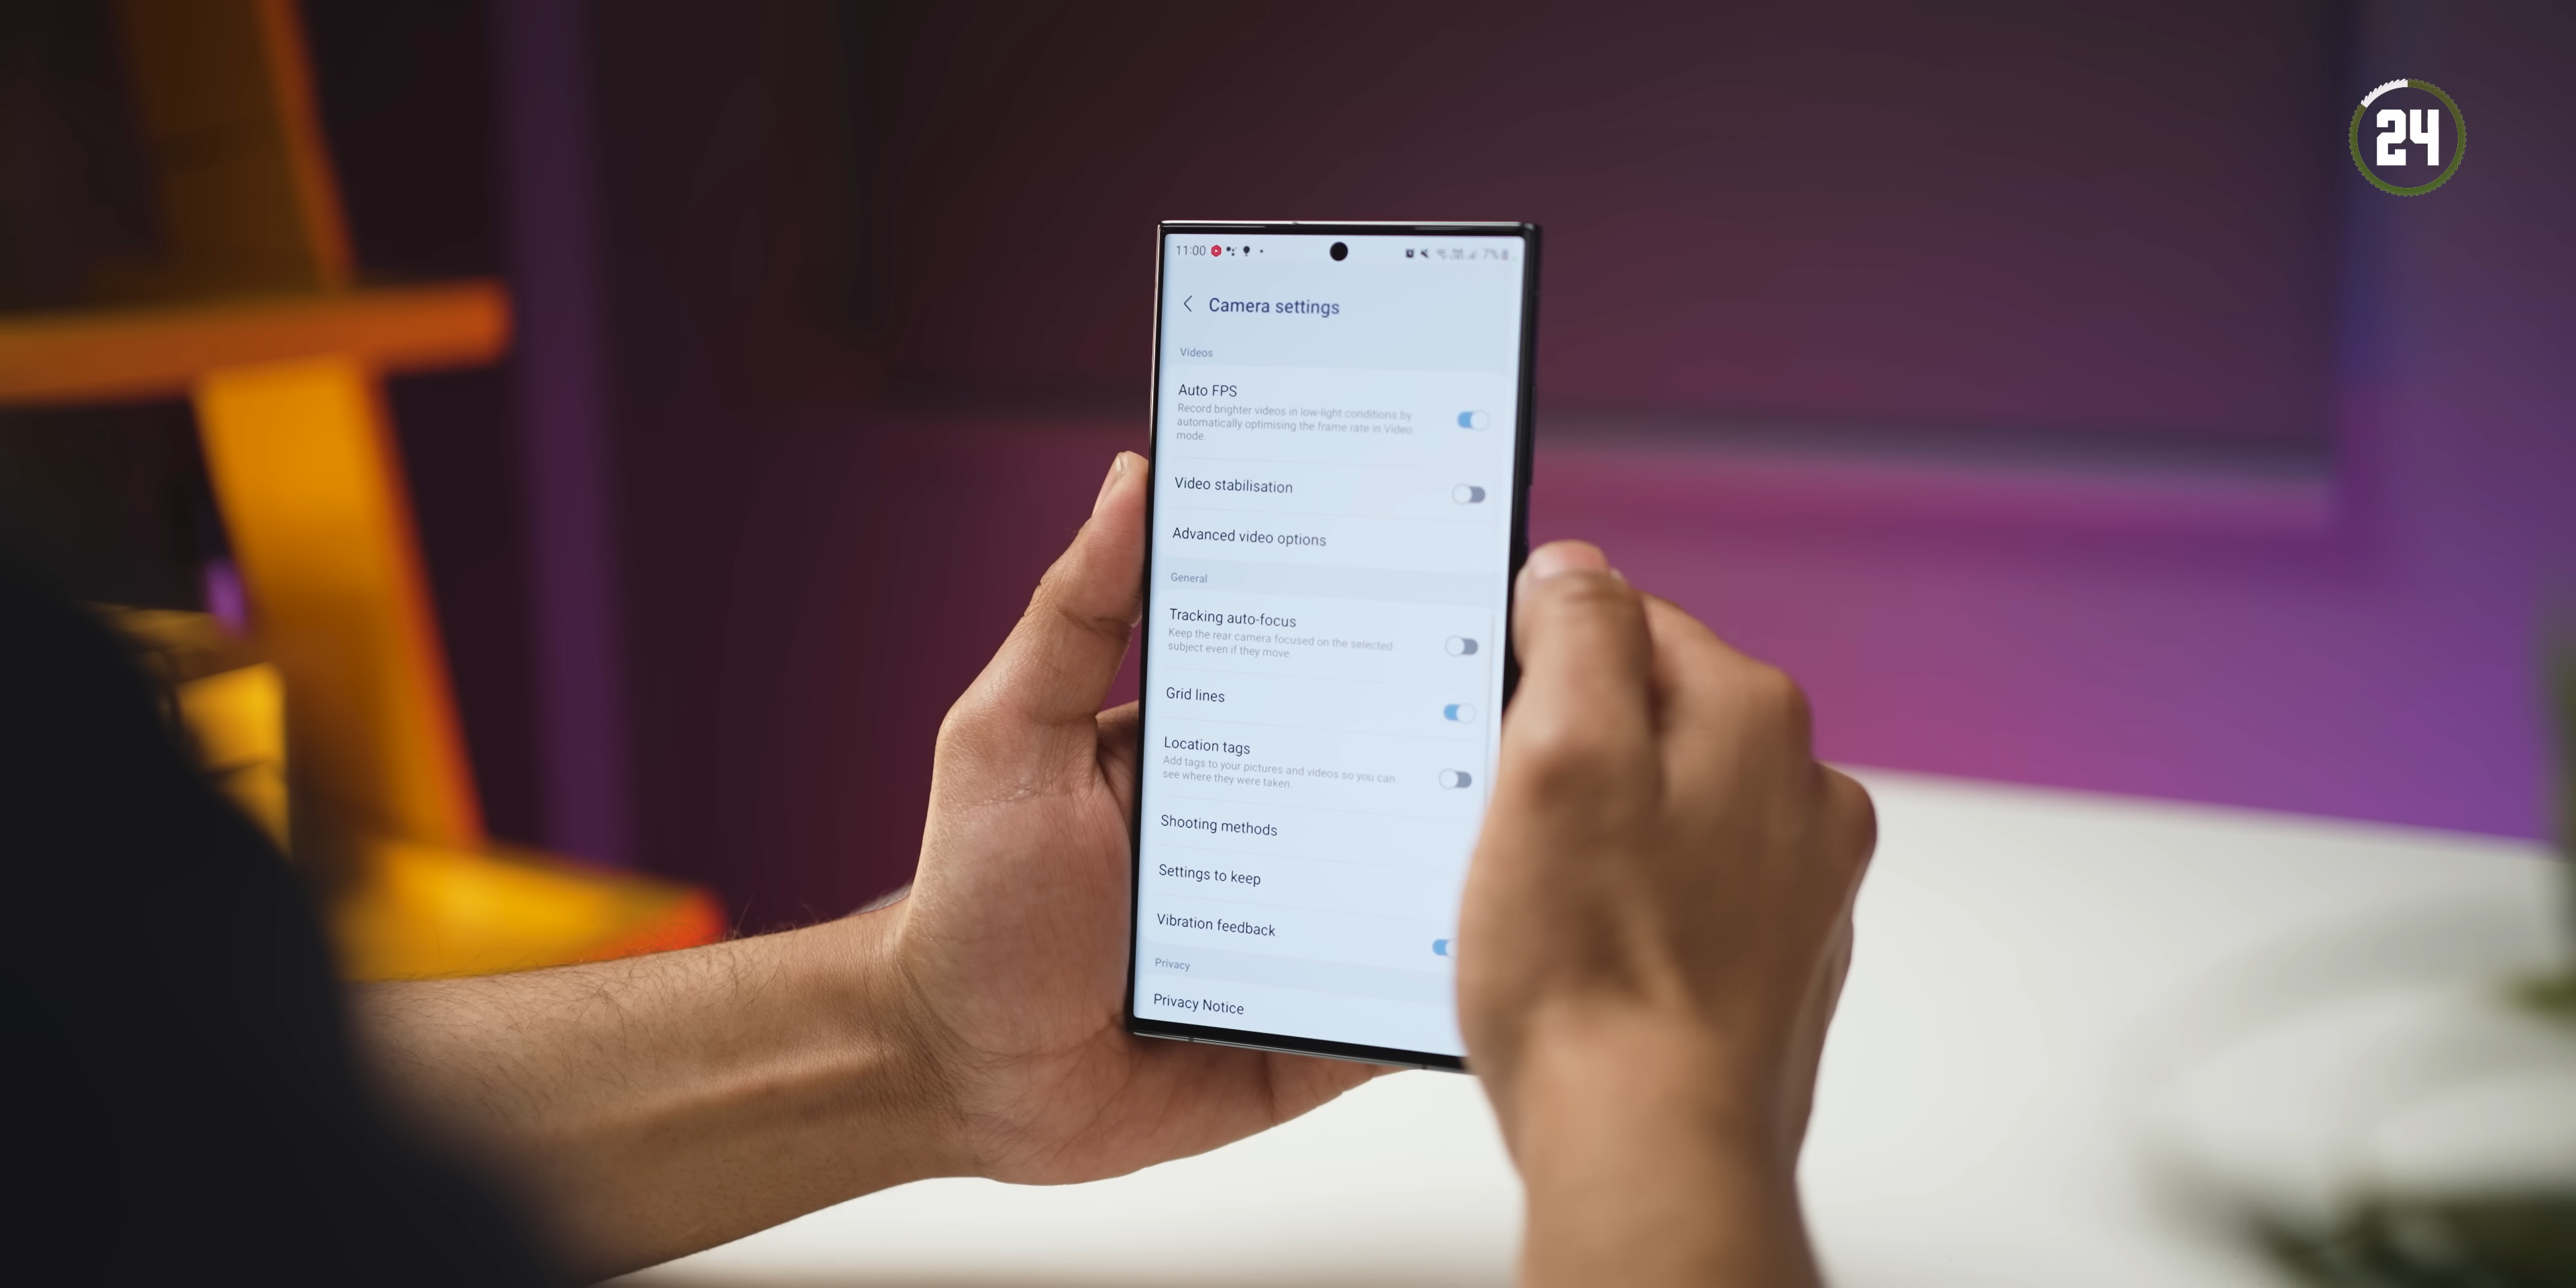 24
11:00
7%
Camera settings
Videos
Auto FPS
Record brighter videos in low-light conditions by
automatically optimising the frame rate in Video
mode.
Video stabilisation
Advanced video options
General
Tracking auto-focus
Keep the rear camera focused on the selected
subject even if they move.
Grid lines
Location tags
Add tags to your pictures and videos so you can
see where they were taken.
Shooting methods
Settings to keep
Vibration feedback
Privacy
Privacy Notice